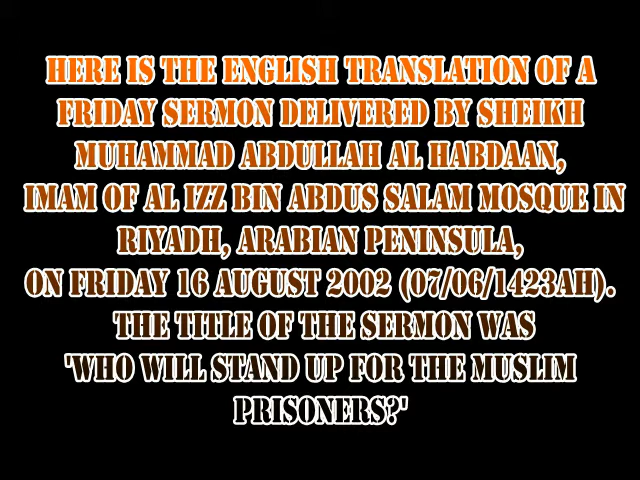 HERE IS THE ENGLISH TRANSLATION OF A
FRIDAY SERMON DELIVERED BY SHEIKH
MUHAMMAD ABDULLAH AL HABDAAN,
IMAM OF AL IZZ BIN ABDUS SALAM MOSQUE IN
RIYADH, ARABIAN PENINSULA,
ON FRIDAY 16 AUGUST 2002 (07/06/1423AH).
THE TITLE OF THE SERMON WAS
'WHO WILL STAND UP FOR THE MUSLIM
PRISONERS?'